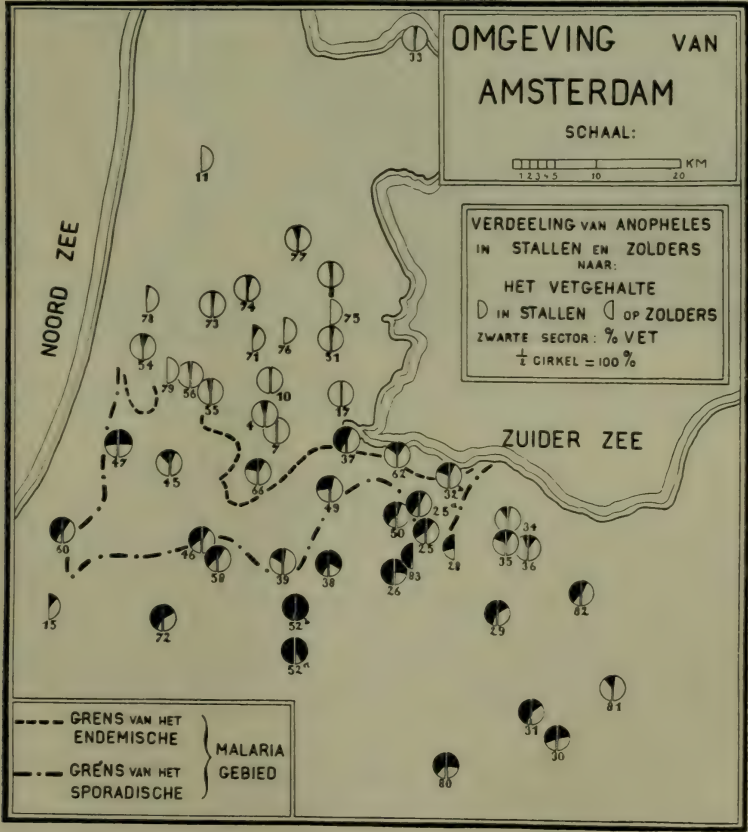 OMGEVING VAN
AMSTERDAM
SCHAAL:
KM
1 2 3 4 5 10 20
VERDEELING VAN ANOPHELES
IN STALLEN EN ZOLDERS
NAAR:
HET VETGEHALTE
IN STALLEN OP ZOLDERS
ZWARTE SECTOR: % VET
½ CIRKEL = 100 %
NOORD ZEE
ZUIDER ZEE
33
11
77
8
74
78
73
75
71
76
51
54
79
56
55
10
17
4
7
37
47
45
66
62
32
49
25ᵃ
50
25
34
60
46
58
39
38
26
83
28
35
36
15
72
52ᵇ
52ᵃ
29
82
81
31
30
80
GRENS VAN HET
ENDEMISCHE
GRENS VAN HET
SPORADISCHE
MALARIA
GEBIED